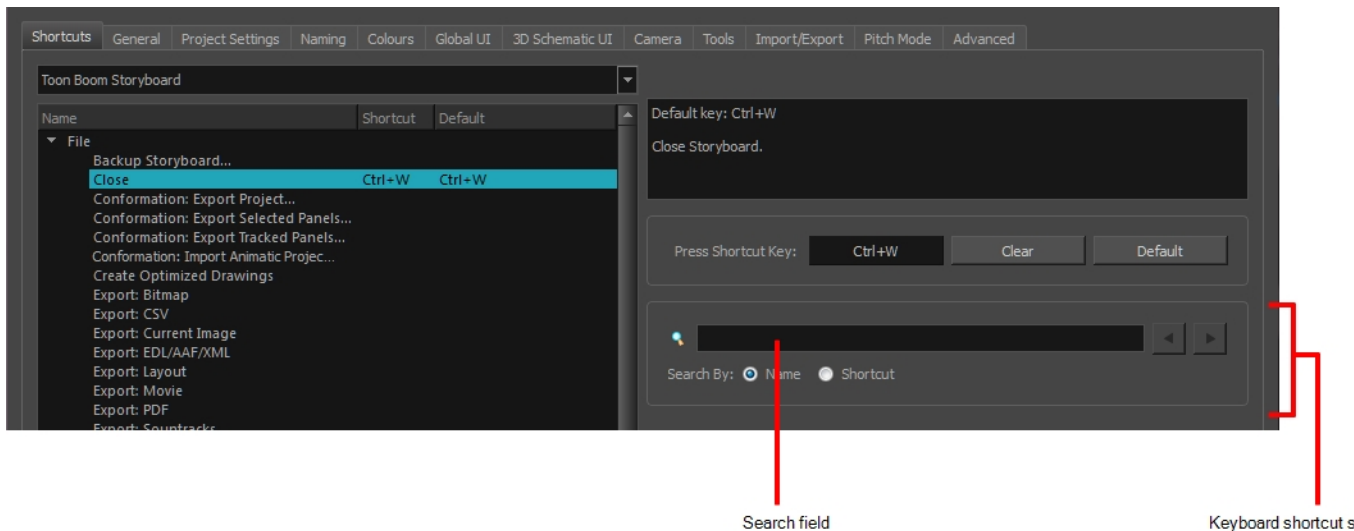 Shortcuts General Project Settings Naming Colours Global UI 3D Schematic UI Camera Tools Import/Export Pitch Mode Advanced
Toon Boom Storyboard
Name Shortcut Default
File
Backup Storyboard...
Close Ctrl+W Ctrl+W
Conformation: Export Project...
Conformation: Export Selected Panels...
Conformation: Export Tracked Panels...
Conformation: Import Animatic Projec...
Create Optimized Drawings
Export: Bitmap
Export: CSV
Export: Current Image
Export: EDL/AAF/XML
Export: Layout
Export: Movie
Export: PDF
Export: Sountracks
Default key: Ctrl+W
Close Storyboard.
Press Shortcut Key: Ctrl+W Clear Default
Search By: Name Shortcut
Search field
Keyboard shortcut s